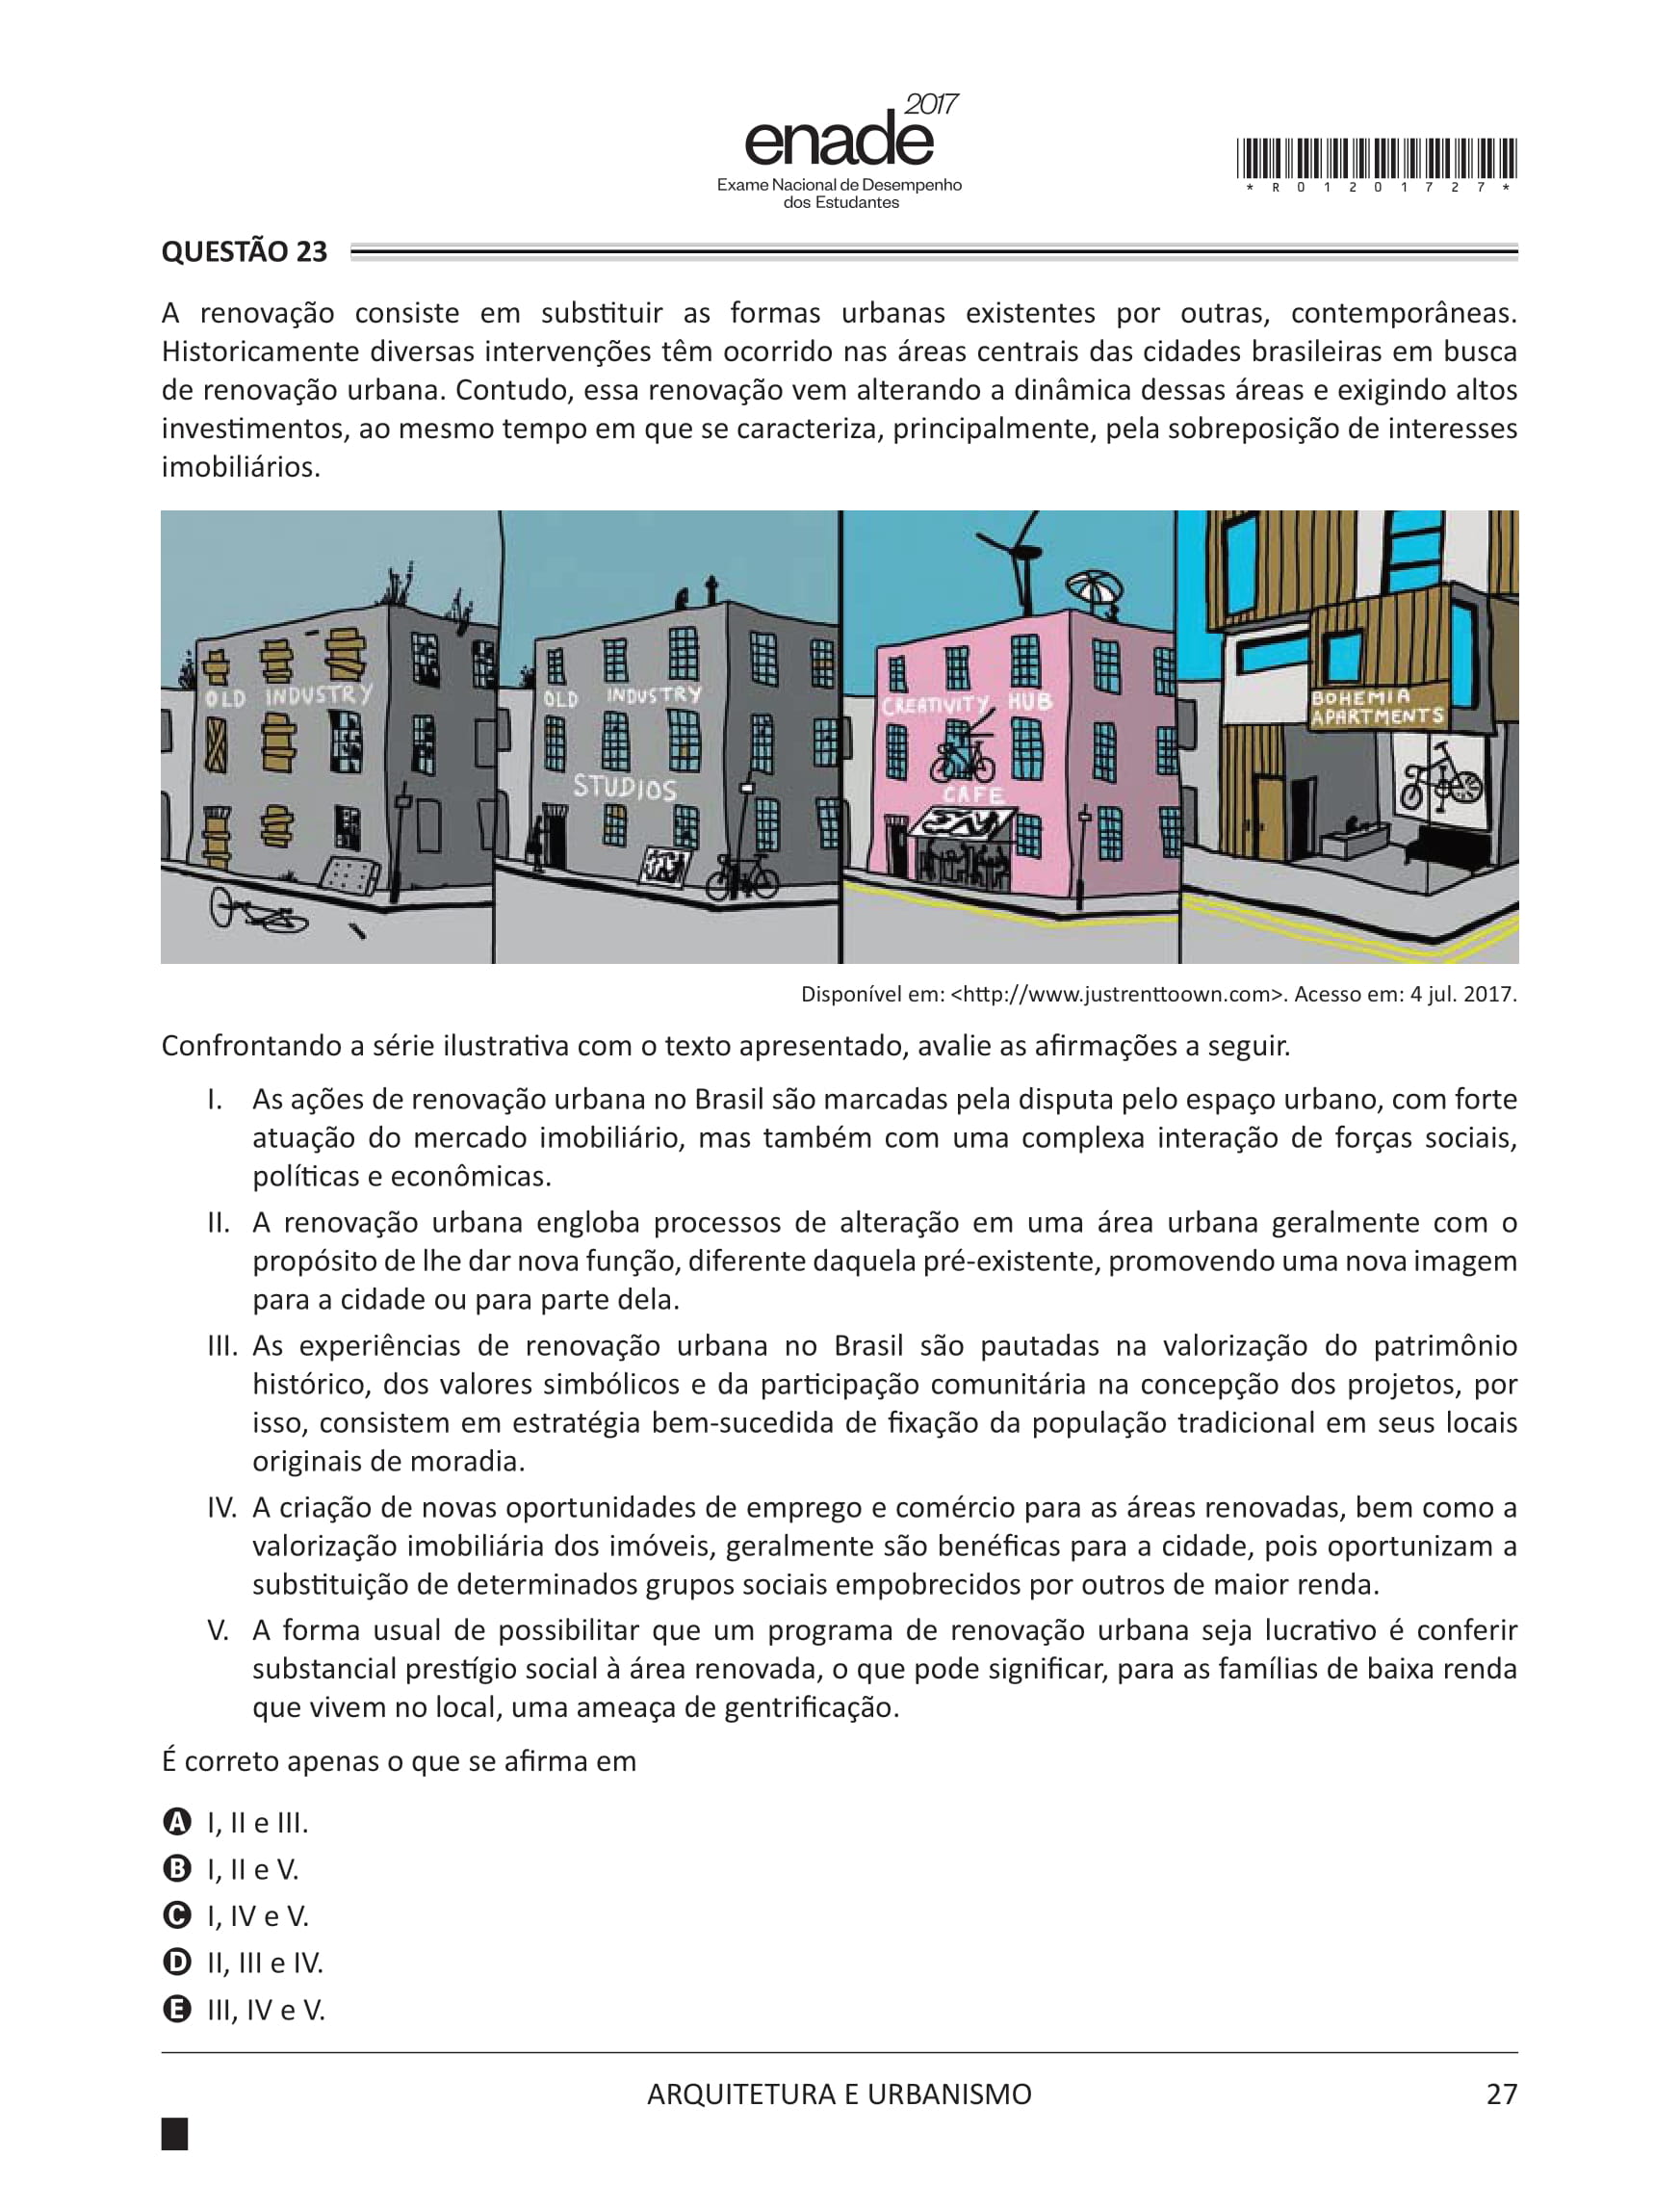 2017
enade
Exame Nacional de Desempenho
dos Estudantes
* R 0 1 2 0 1 7 2 7 *
QUESTÃO 23
A renovação consiste em substituir as formas urbanas existentes por outras, contemporâneas.
Historicamente diversas intervenções têm ocorrido nas áreas centrais das cidades brasileiras em busca
de renovação urbana. Contudo, essa renovação vem alterando a dinâmica dessas áreas e exigindo altos
investimentos, ao mesmo tempo em que se caracteriza, principalmente, pela sobreposição de interesses
imobiliários.
OLD INDUSTRY
OLD INDUSTRY
STUDIOS
CREATIVITY HUB
CAFE
BOHEMIA
APARTMENTS
Disponível em: <http://www.justrenttoown.com>. Acesso em: 4 jul. 2017.
Confrontando a série ilustrativa com o texto apresentado, avalie as afirmações a seguir.
I. As ações de renovação urbana no Brasil são marcadas pela disputa pelo espaço urbano, com forte
atuação do mercado imobiliário, mas também com uma complexa interação de forças sociais,
políticas e econômicas.
II. A renovação urbana engloba processos de alteração em uma área urbana geralmente com o
propósito de lhe dar nova função, diferente daquela pré-existente, promovendo uma nova imagem
para a cidade ou para parte dela.
III. As experiências de renovação urbana no Brasil são pautadas na valorização do patrimônio
histórico, dos valores simbólicos e da participação comunitária na concepção dos projetos, por
isso, consistem em estratégia bem-sucedida de fixação da população tradicional em seus locais
originais de moradia.
IV. A criação de novas oportunidades de emprego e comércio para as áreas renovadas, bem como a
valorização imobiliária dos imóveis, geralmente são benéficas para a cidade, pois oportunizam a
substituição de determinados grupos sociais empobrecidos por outros de maior renda.
V. A forma usual de possibilitar que um programa de renovação urbana seja lucrativo é conferir
substancial prestígio social à área renovada, o que pode significar, para as famílias de baixa renda
que vivem no local, uma ameaça de gentrificação.
É correto apenas o que se afirma em
A I, II e III.
B I, II e V.
C I, IV e V.
D II, III e IV.
E III, IV e V.
ARQUITETURA E URBANISMO
27